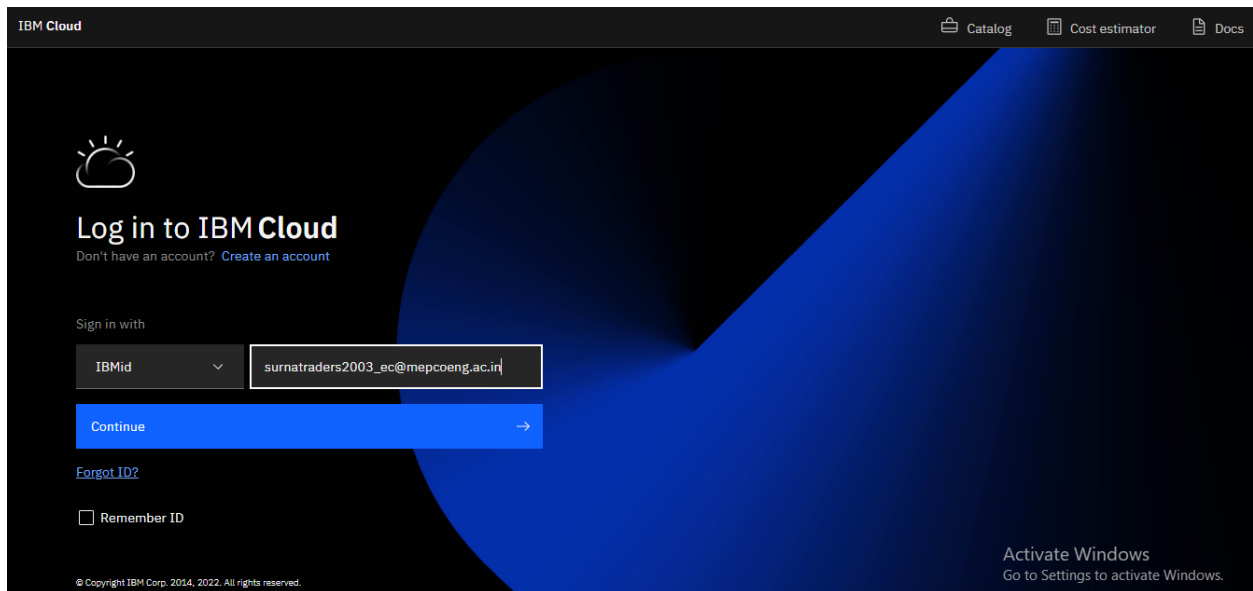 IBM Cloud
Catalog
Cost estimator
Docs
Log in to IBM Cloud
Don't have an account? Create an account
Sign in with
IBMid
surnatraders2003_ec@mepcoeng.ac.in
Continue
Forgot ID?
Remember ID
Activate Windows
Go to Settings to activate Windows.
© Copyright IBM Corp. 2014, 2022. All rights reserved.